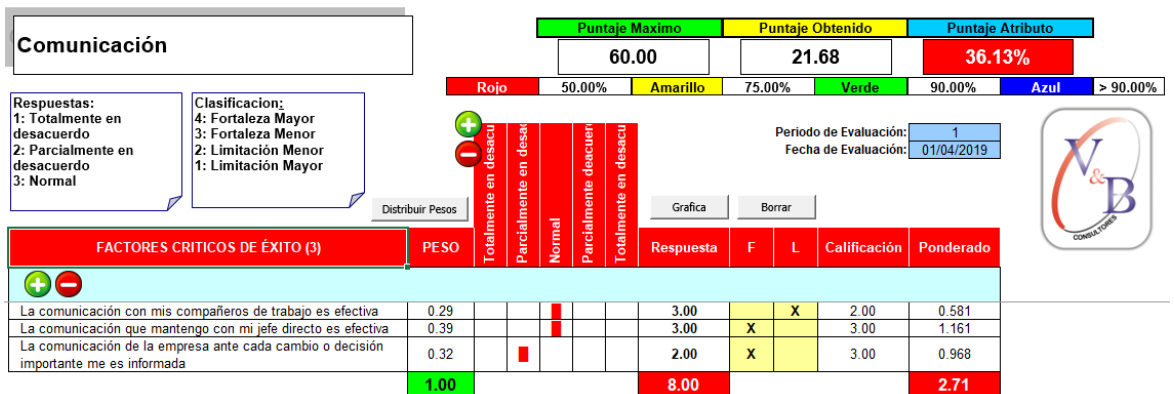 Comunicación
Puntaje Maximo Puntaje Obtenido Puntaje Atributo
60.00 21.68 36.13%
Rojo 50.00% Amarillo 75.00% Verde 90.00% Azul > 90.00%
Respuestas:
1: Totalmente en
desacuerdo
2: Parcialmente en
desacuerdo
3: Normal
Clasificacion:
4: Fortaleza Mayor
3: Fortaleza Menor
2: Limitación Menor
1: Limitación Mayor
Periodo de Evaluación: 1
Fecha de Evaluación: 01/04/2019
V&B
CONSULTORES
Distribuir Pesos
Grafica Borrar
FACTORES CRITICOS DE ÉXITO (3) PESO
Totalmente en desacu
Parcialmente en desac
Normal
Parcialmente deacuerd
Totalmente en desacu
Respuesta F L Calificación Ponderado
La comunicación con mis compañeros de trabajo es efectiva 0.29 3.00 X 2.00 0.581
La comunicación que mantengo con mi jefe directo es efectiva 0.39 3.00 X 3.00 1.161
La comunicación de la empresa ante cada cambio o decisión
importante me es informada 0.32 2.00 X 3.00 0.968
1.00 8.00 2.71